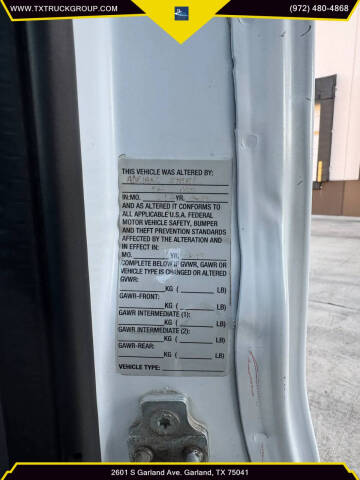 WWW.TXTRUCKGROUP.COM
(972) 480-4868
THIS VEHICLE WAS ALTERED BY:
IN:MO. YR.
AND AS ALTERED IT CONFORMS TO
ALL APPLICABLE U.S.A. FEDERAL
MOTOR VEHICLE SAFETY, BUMPER
AND THEFT PREVENTION STANDARDS
AFFECTED BY THE ALTERATION AND
IN EFFECT IN:
MO. YR.
COMPLETE BELOW IF GVWR, GAWR OR
VEHICLE TYPE IS CHANGED OR ALTERED
GVWR:
KG ( LB)
GAWR-FRONT:
KG ( LB)
GAWR INTERMEDIATE (1):
KG ( LB)
GAWR INTERMEDIATE (2):
KG ( LB)
GAWR-REAR:
KG ( LB)
VEHICLE TYPE:
2601 S Garland Ave. Garland, TX 75041